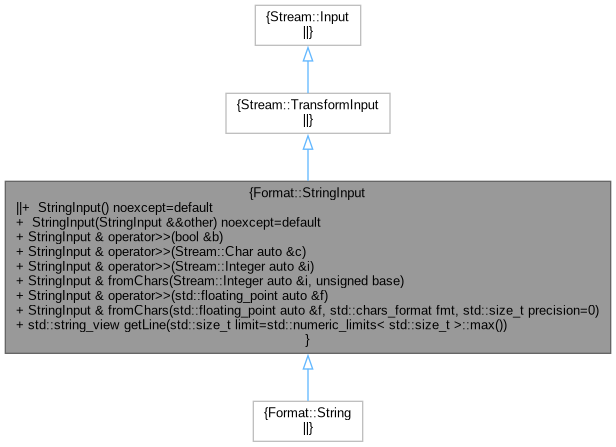 {Stream::Input
||}
{Stream::TransformInput
||}
{Format::StringInput
||+  StringInput() noexcept=default
+  StringInput(StringInput &&other) noexcept=default
+ StringInput & operator>>(bool &b)
+ StringInput & operator>>(Stream::Char auto &c)
+ StringInput & operator>>(Stream::Integer auto &i)
+ StringInput & fromChars(Stream::Integer auto &i, unsigned base)
+ StringInput & operator>>(std::floating_point auto &f)
+ StringInput & fromChars(std::floating_point auto &f, std::chars_format fmt, std::size_t precision=0)
+ std::string_view getLine(std::size_t limit=std::numeric_limits< std::size_t >::max())
}
{Format::String
||}